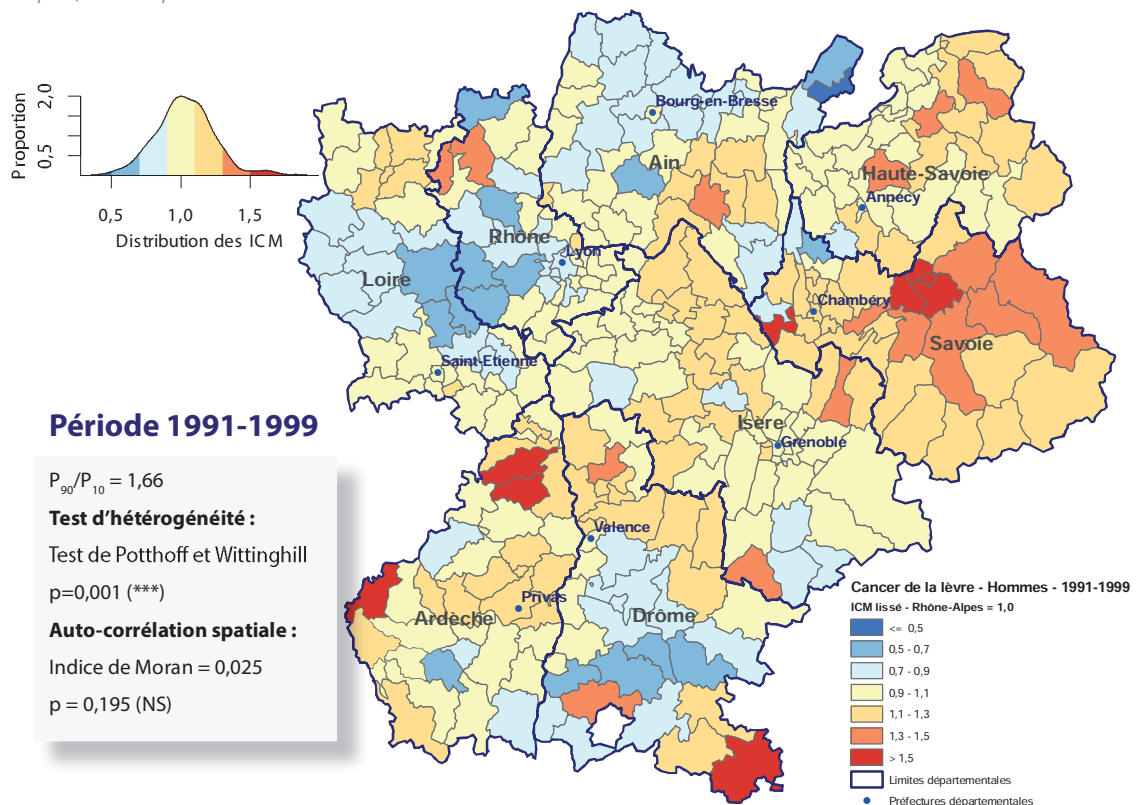 Proportion
2,0
0,5
0,5 1,0 1,5
Distribution des ICM
Bourg-en-Bresse
Ain
Haute-Savoie
Annecy
Rhône
Lyon
Loire
Chambéry
Savoie
Saint-Etienne
Isère
Grenoble
Valence
Privas
Ardèche
Drôme
Période 1991-1999
P90/P10 = 1,66
Test d’hétérogénéité :
Test de Potthoff et Wittinghill
p=0,001 (***)
Auto-corrélation spatiale :
Indice de Moran = 0,025
p = 0,195 (NS)
Cancer de la lèvre - Hommes - 1991-1999
ICM lissé - Rhône-Alpes = 1,0
<= 0,5
0,5 - 0,7
0,7 - 0,9
0,9 - 1,1
1,1 - 1,3
1,3 - 1,5
> 1,5
Limites départementales
Préfectures départementales